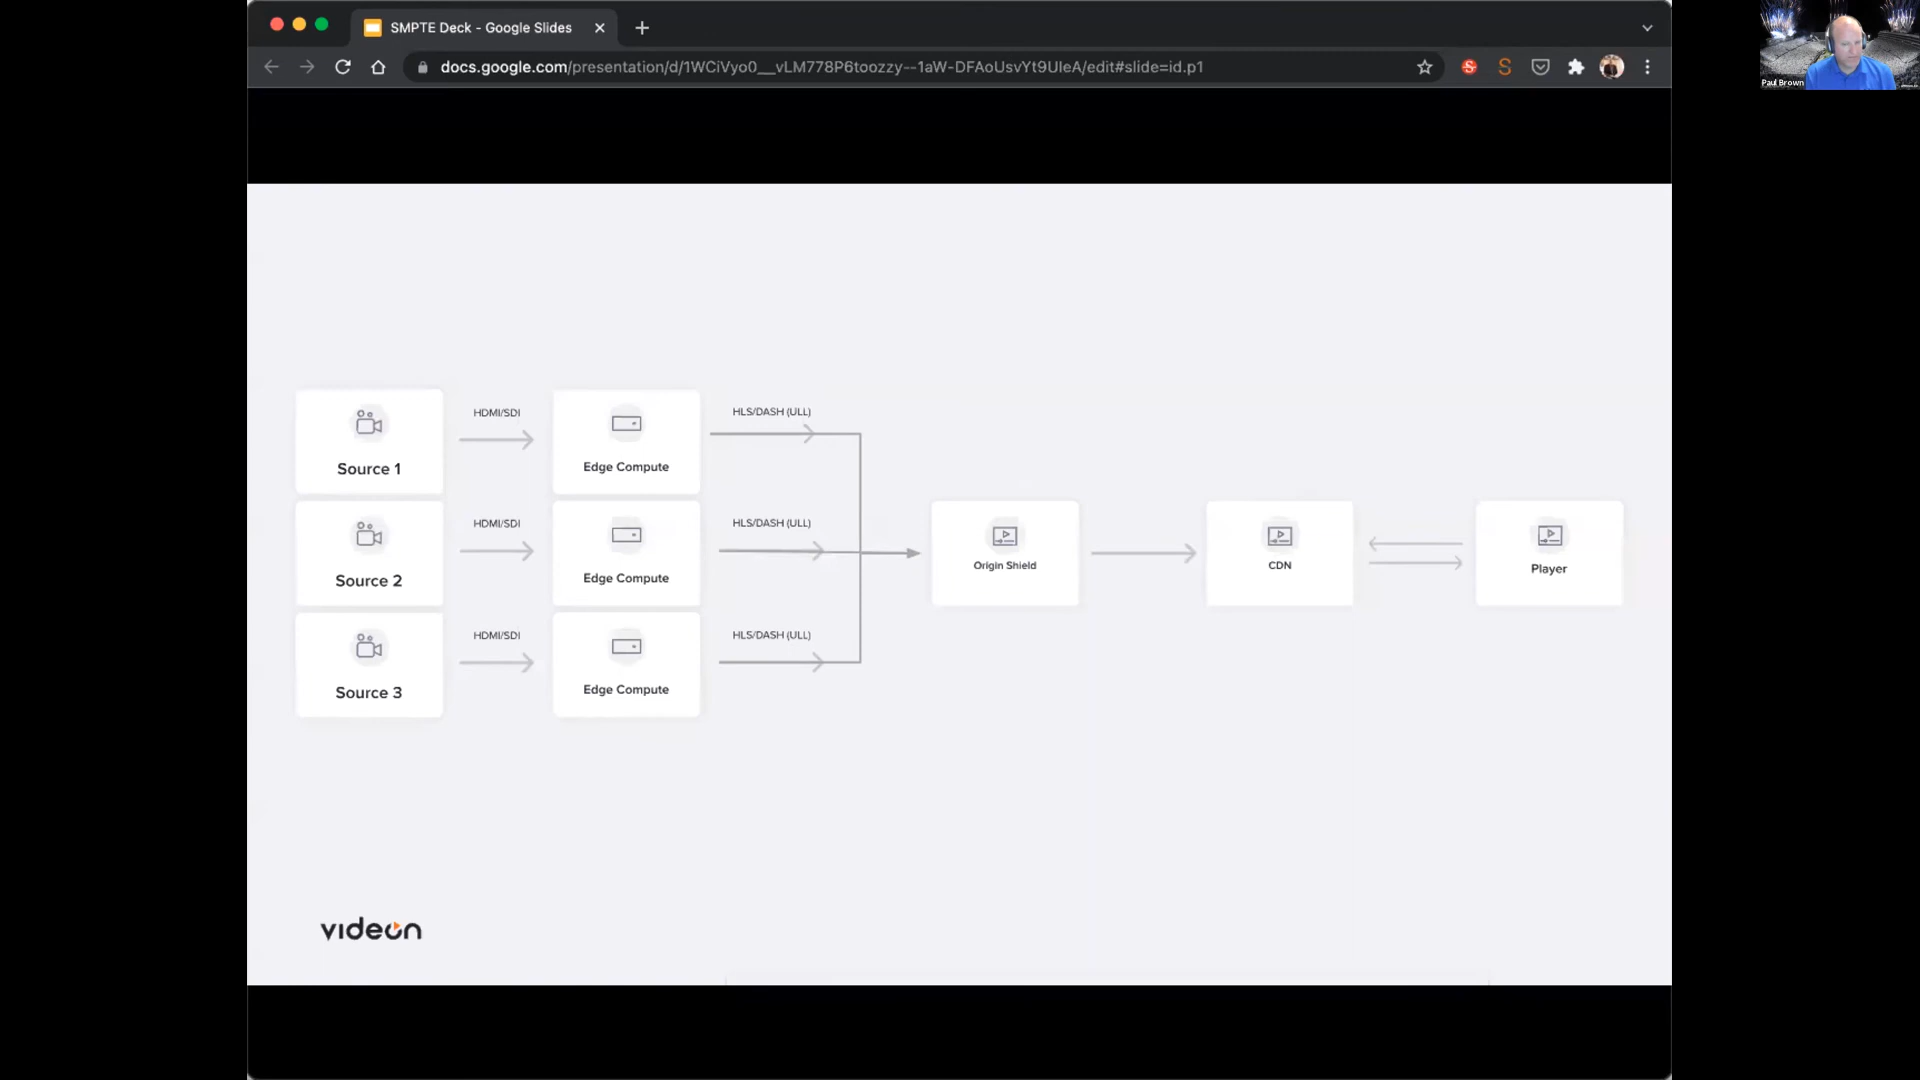 SMPTE Deck - Google Slides
docs.google.com/presentation/d/1WCiVyo0__vLM778P6toozzy--1aW-DFAoUsvYt9UleA/edit#slide=id.p1
Paul Brown
Source 1
HDMI/SDI
Edge Compute
HLS/DASH (ULL)
Source 2
HDMI/SDI
Edge Compute
HLS/DASH (ULL)
Source 3
HDMI/SDI
Edge Compute
HLS/DASH (ULL)
Origin Shield
CDN
Player
videon